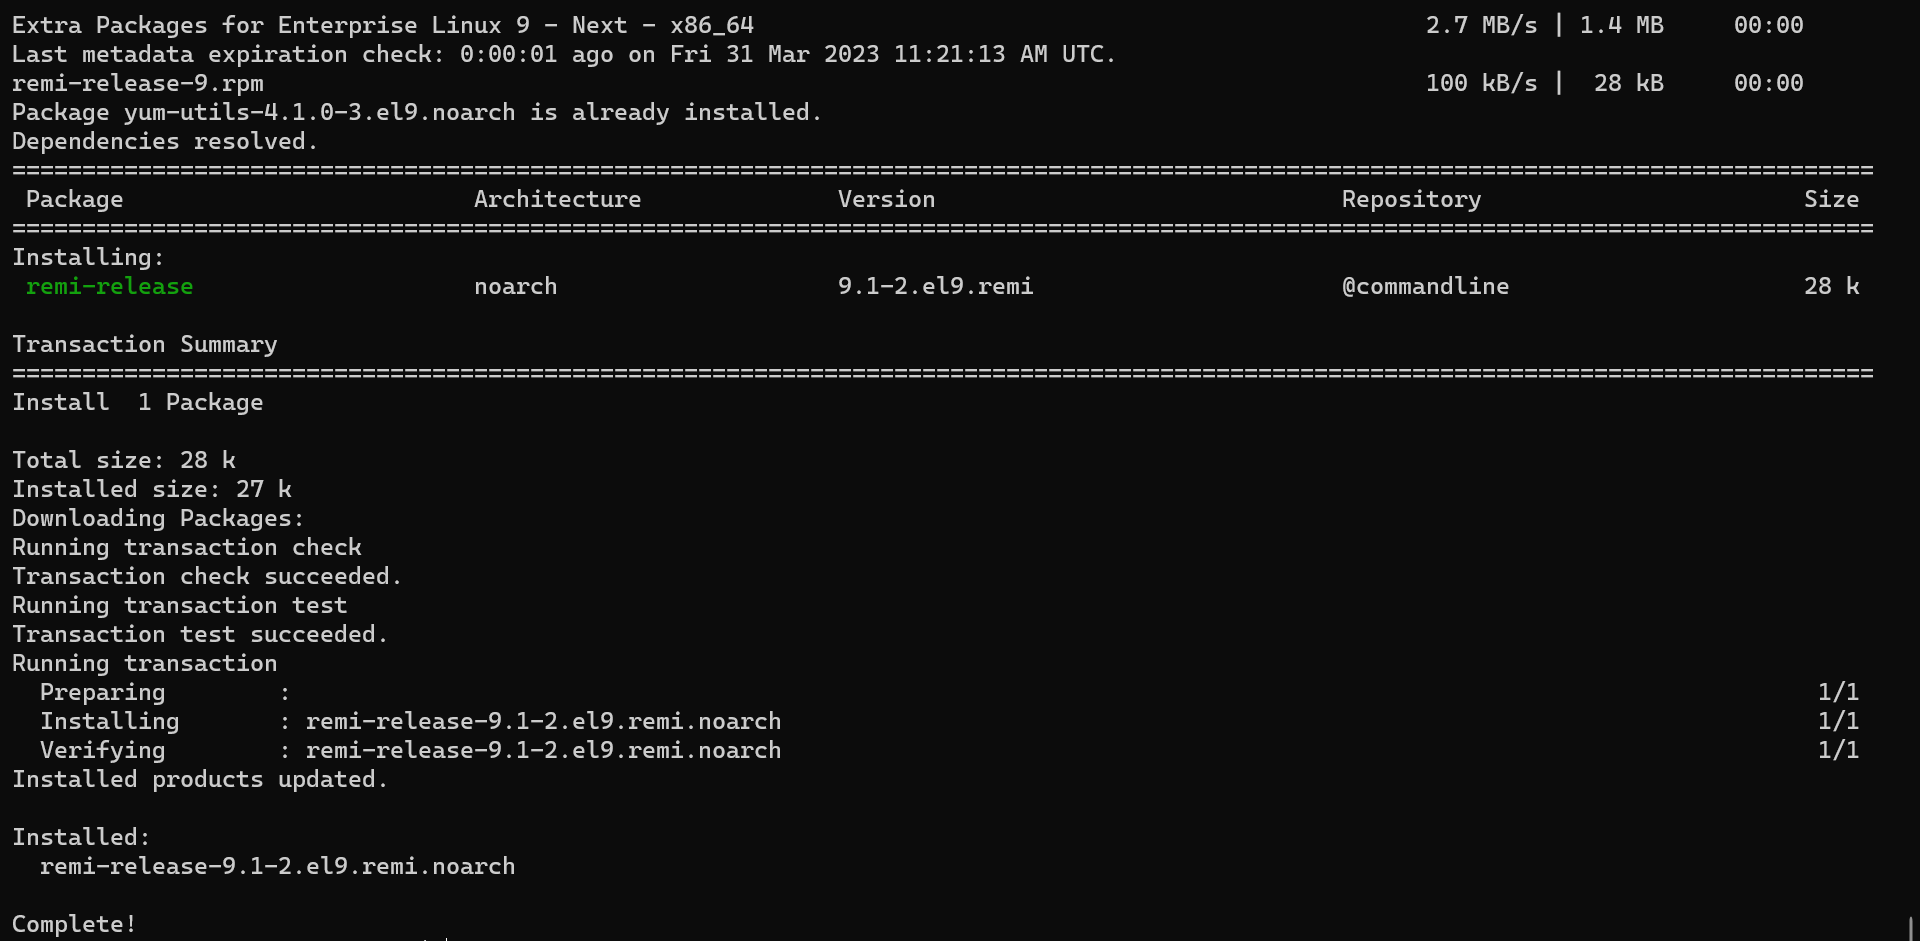 Extra Packages for Enterprise Linux 9 - Next - x86_64 2.7 MB/s | 1.4 MB 00:00
Last metadata expiration check: 0:00:01 ago on Fri 31 Mar 2023 11:21:13 AM UTC.
remi-release-9.rpm 100 kB/s | 28 kB 00:00
Package yum-utils-4.1.0-3.el9.noarch is already installed.
Dependencies resolved.
=====================================================================================================================================
Package Architecture Version Repository Size
=====================================================================================================================================
Installing:
remi-release noarch 9.1-2.el9.remi @commandline 28 k
Transaction Summary
=====================================================================================================================================
Install 1 Package
Total size: 28 k
Installed size: 27 k
Downloading Packages:
Running transaction check
Transaction check succeeded.
Running transaction test
Transaction test succeeded.
Running transaction
Preparing : 1/1
Installing : remi-release-9.1-2.el9.remi.noarch 1/1
Verifying : remi-release-9.1-2.el9.remi.noarch 1/1
Installed products updated.
Installed:
remi-release-9.1-2.el9.remi.noarch
Complete!